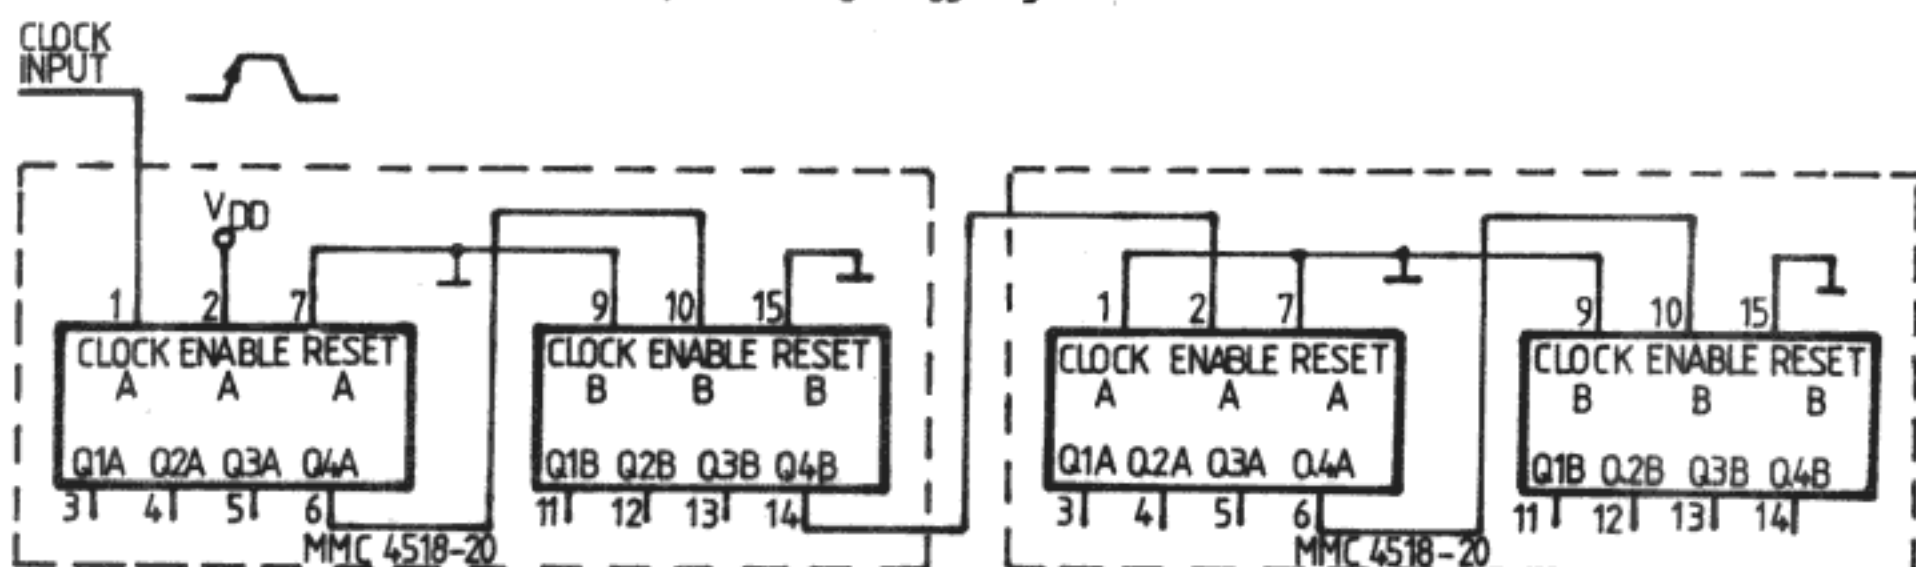 CLOCK
INPUT
VDD
1 2 7 9 10 15 1 2 7 9 10 15
CLOCK ENABLE RESET CLOCK ENABLE RESET CLOCK ENABLE RESET CLOCK ENABLE RESET
A A A B B B A A A B B B
Q1A Q2A Q3A Q4A Q1B Q2B Q3B Q4B Q1A Q2A Q3A Q4A Q1B Q2B Q3B Q4B
3 4 5 6 11 12 13 14 3 4 5 6 11 12 13 14
MMC 4518-20 MMC 4518-20